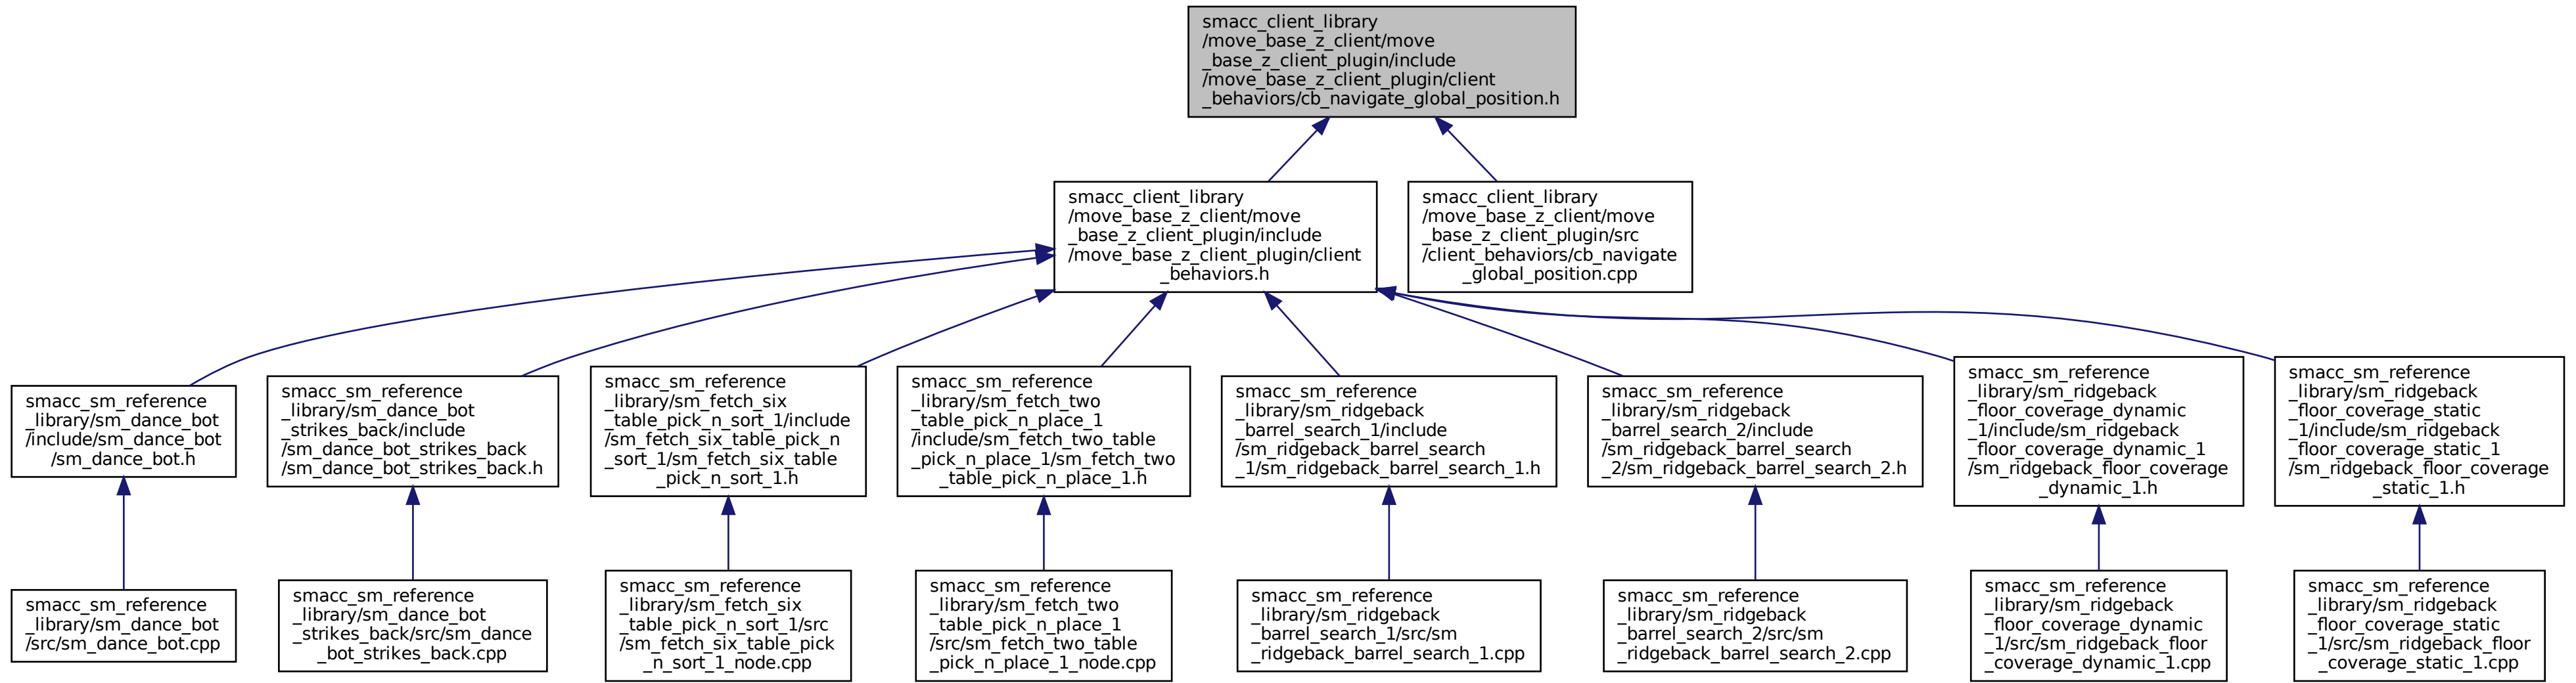 smacc_client_library
/move_base_z_client/move
_base_z_client_plugin/include
/move_base_z_client_plugin/client
_behaviors/cb_navigate_global_position.h
smacc_client_library
/move_base_z_client/move
_base_z_client_plugin/include
/move_base_z_client_plugin/client
_behaviors.h
smacc_client_library
/move_base_z_client/move
_base_z_client_plugin/src
/client_behaviors/cb_navigate
_global_position.cpp
smacc_sm_reference
_library/sm_dance_bot
/include/sm_dance_bot
/sm_dance_bot.h
smacc_sm_reference
_library/sm_dance_bot
_strikes_back/include
/sm_dance_bot_strikes_back
/sm_dance_bot_strikes_back.h
smacc_sm_reference
_library/sm_fetch_six
_table_pick_n_sort_1/include
/sm_fetch_six_table_pick_n
_sort_1/sm_fetch_six_table
_pick_n_sort_1.h
smacc_sm_reference
_library/sm_fetch_two
_table_pick_n_place_1
/include/sm_fetch_two_table
_pick_n_place_1/sm_fetch_two
_table_pick_n_place_1.h
smacc_sm_reference
_library/sm_ridgeback
_barrel_search_1/include
/sm_ridgeback_barrel_search
_1/sm_ridgeback_barrel_search_1.h
smacc_sm_reference
_library/sm_ridgeback
_barrel_search_2/include
/sm_ridgeback_barrel_search
_2/sm_ridgeback_barrel_search_2.h
smacc_sm_reference
_library/sm_ridgeback
_floor_coverage_dynamic
_1/include/sm_ridgeback
_floor_coverage_dynamic_1
/sm_ridgeback_floor_coverage
_dynamic_1.h
smacc_sm_reference
_library/sm_ridgeback
_floor_coverage_static
_1/include/sm_ridgeback
_floor_coverage_static_1
/sm_ridgeback_floor_coverage
_static_1.h
smacc_sm_reference
_library/sm_dance_bot
/src/sm_dance_bot.cpp
smacc_sm_reference
_library/sm_dance_bot
_strikes_back/src/sm_dance
_bot_strikes_back.cpp
smacc_sm_reference
_library/sm_fetch_six
_table_pick_n_sort_1/src
/sm_fetch_six_table_pick
_n_sort_1_node.cpp
smacc_sm_reference
_library/sm_fetch_two
_table_pick_n_place_1
/src/sm_fetch_two_table
_pick_n_place_1_node.cpp
smacc_sm_reference
_library/sm_ridgeback
_barrel_search_1/src/sm
_ridgeback_barrel_search_1.cpp
smacc_sm_reference
_library/sm_ridgeback
_barrel_search_2/src/sm
_ridgeback_barrel_search_2.cpp
smacc_sm_reference
_library/sm_ridgeback
_floor_coverage_dynamic
_1/src/sm_ridgeback_floor
_coverage_dynamic_1.cpp
smacc_sm_reference
_library/sm_ridgeback
_floor_coverage_static
_1/src/sm_ridgeback_floor
_coverage_static_1.cpp